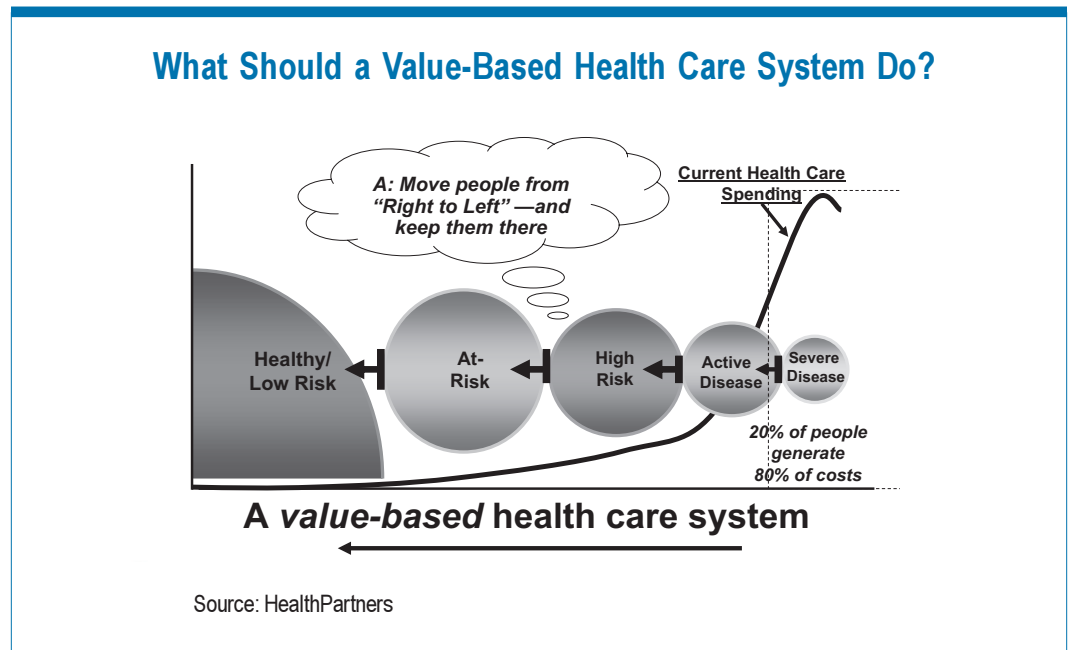 What Should a Value-Based Health Care System Do?
A: Move people from
“Right to Left” —and
keep them there
Current Health Care
Spending
Healthy/
Low Risk
At-
Risk
High
Risk
Active
Disease
Severe
Disease
20% of people
generate
80% of costs
A value-based health care system
Source: HealthPartners